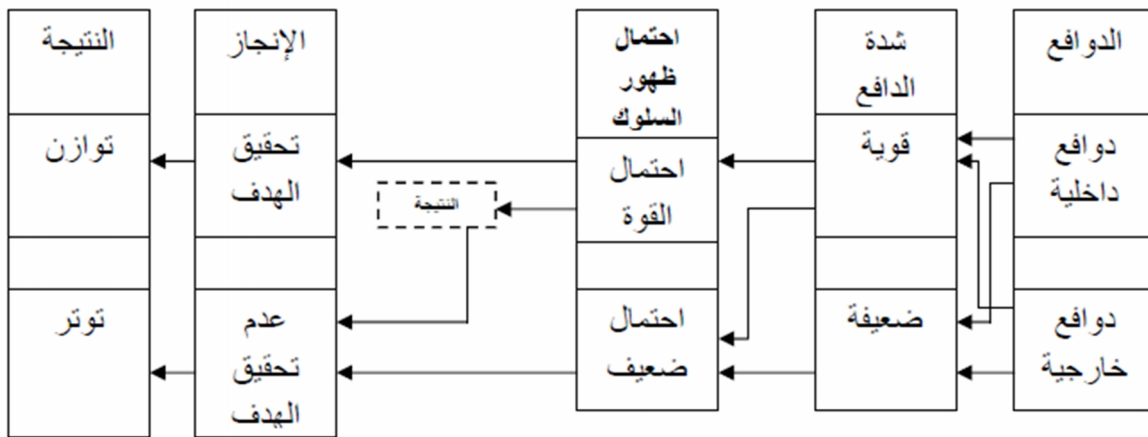 الدوافع
دوافع
داخلية
دوافع
خارجية
شدة
الدافع
قوية
ضعيفة
احتمال
ظهور
السلوك
احتمال
القوة
احتمال
ضعيف
النتيجة
الإنجاز
تحقيق
الهدف
عدم
تحقيق
الهدف
النتيجة
توازن
توتر